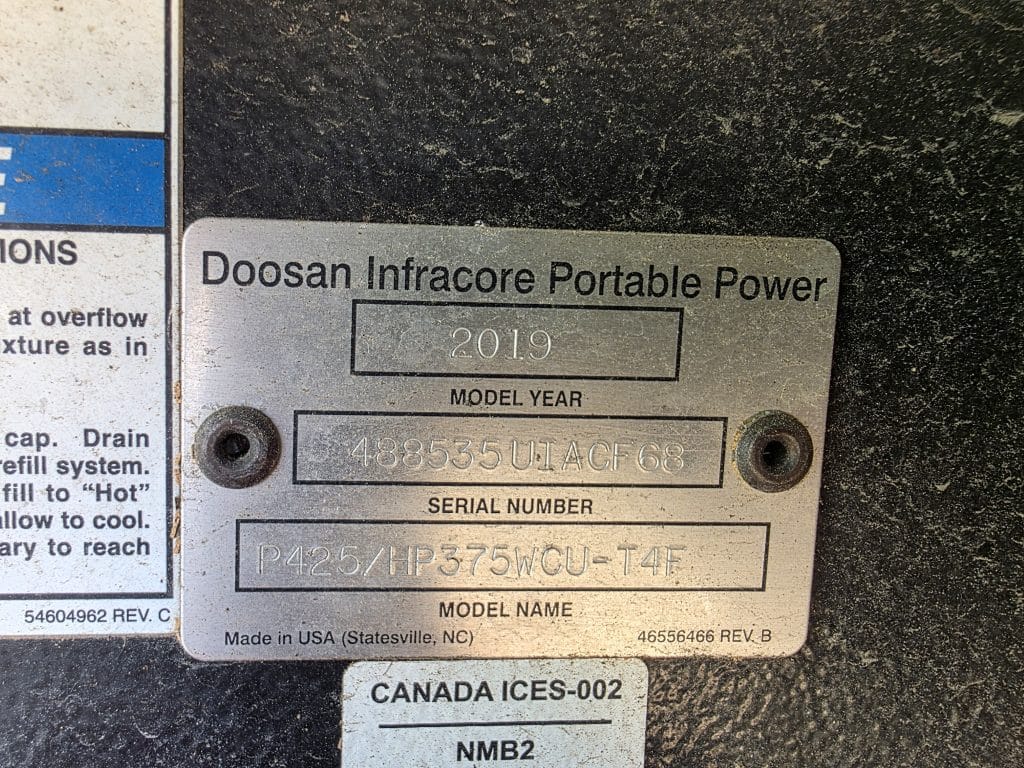 E
IONS
at overflow
xture as in
cap. Drain
refill system.
fill to “Hot”
allow to cool.
ary to reach
54604962 REV. C
Doosan Infracore Portable Power
2019
MODEL YEAR
488535UIACF68
SERIAL NUMBER
P425/HP375WCU-T4F
MODEL NAME
Made in USA (Statesville, NC) 46556466 REV. B
CANADA ICES-002
NMB2